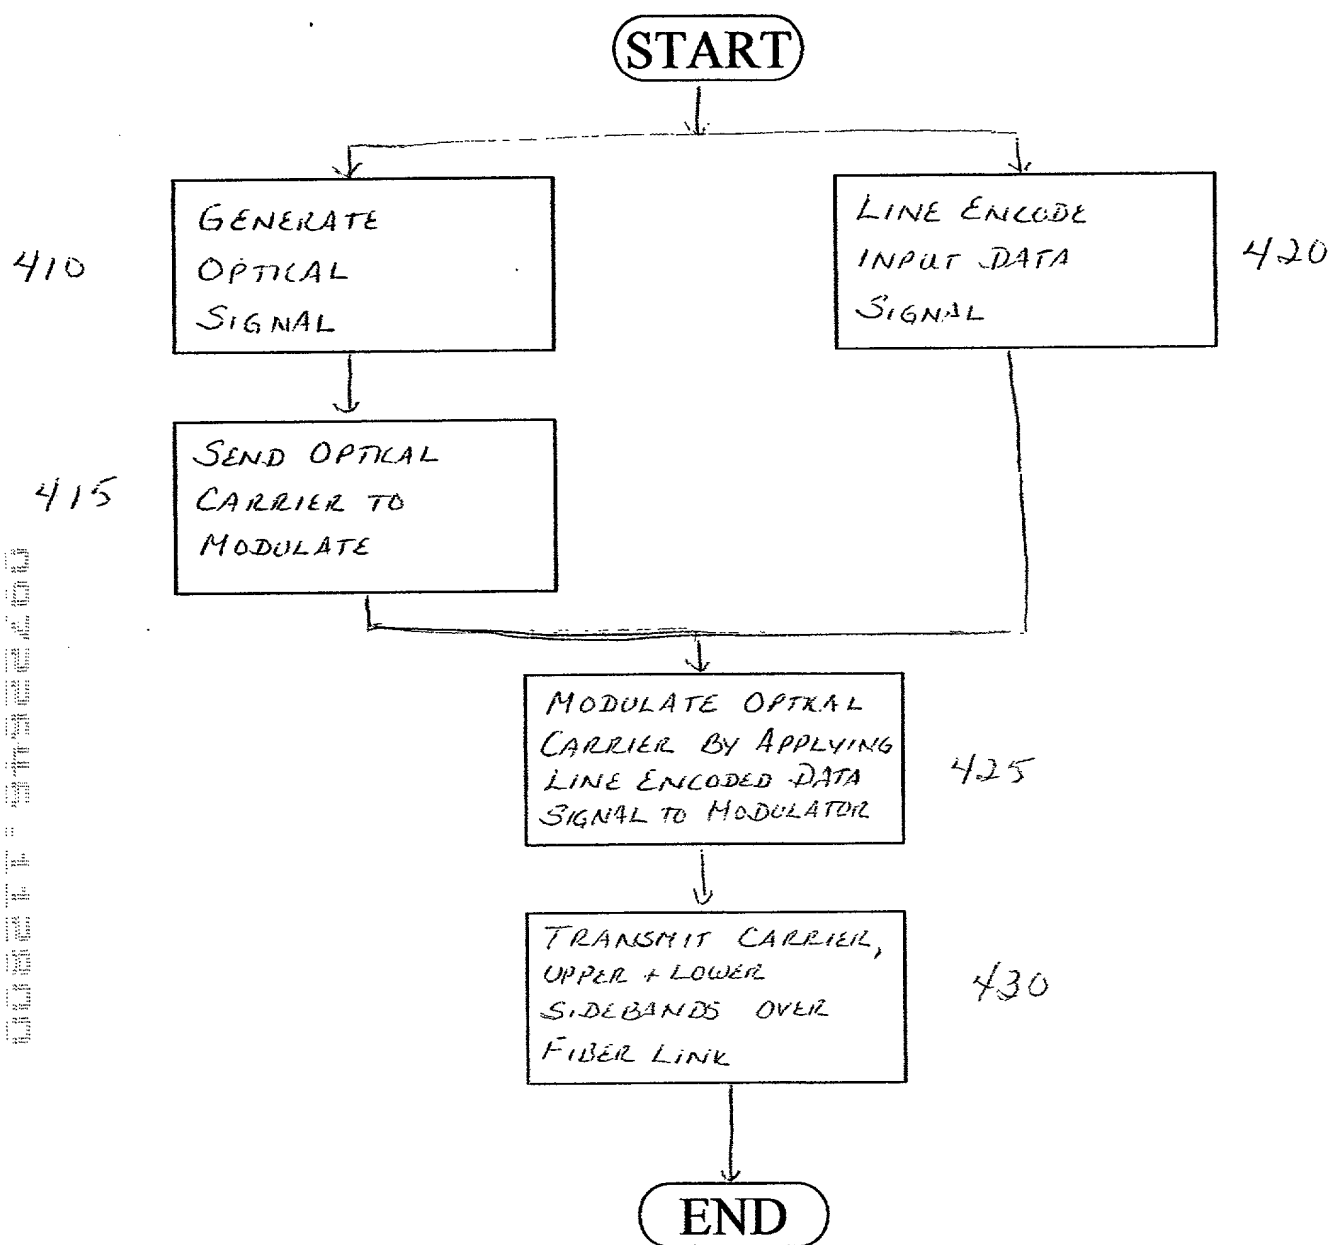 START
GENERATE
OPTICAL
SIGNAL
410
LINE ENCODE
INPUT DATA
SIGNAL
420
SEND OPTICAL
CARRIER TO
MODULATE
415
MODULATE OPTICAL
CARRIER BY APPLYING
LINE ENCODED DATA
SIGNAL TO MODULATOR
425
TRANSMIT CARRIER,
UPPER + LOWER
SIDEBANDS OVER
FIBER LINK
430
END